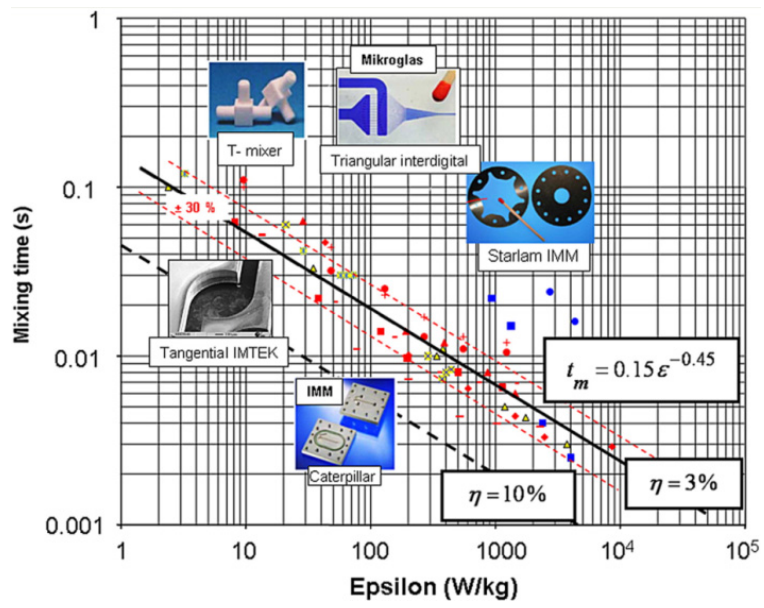 1
Mikroglas
T- mixer
Triangular interdigital
0.1
± 30 %
Starlam IMM
Mixing time (s)
Tangential IMTEK
0.01
t_m = 0.15 ε^{-0.45}
IMM
Caterpillar
η = 10%
η = 3%
0.001
1 10 100 1000 10^4 10^5
Epsilon (W/kg)